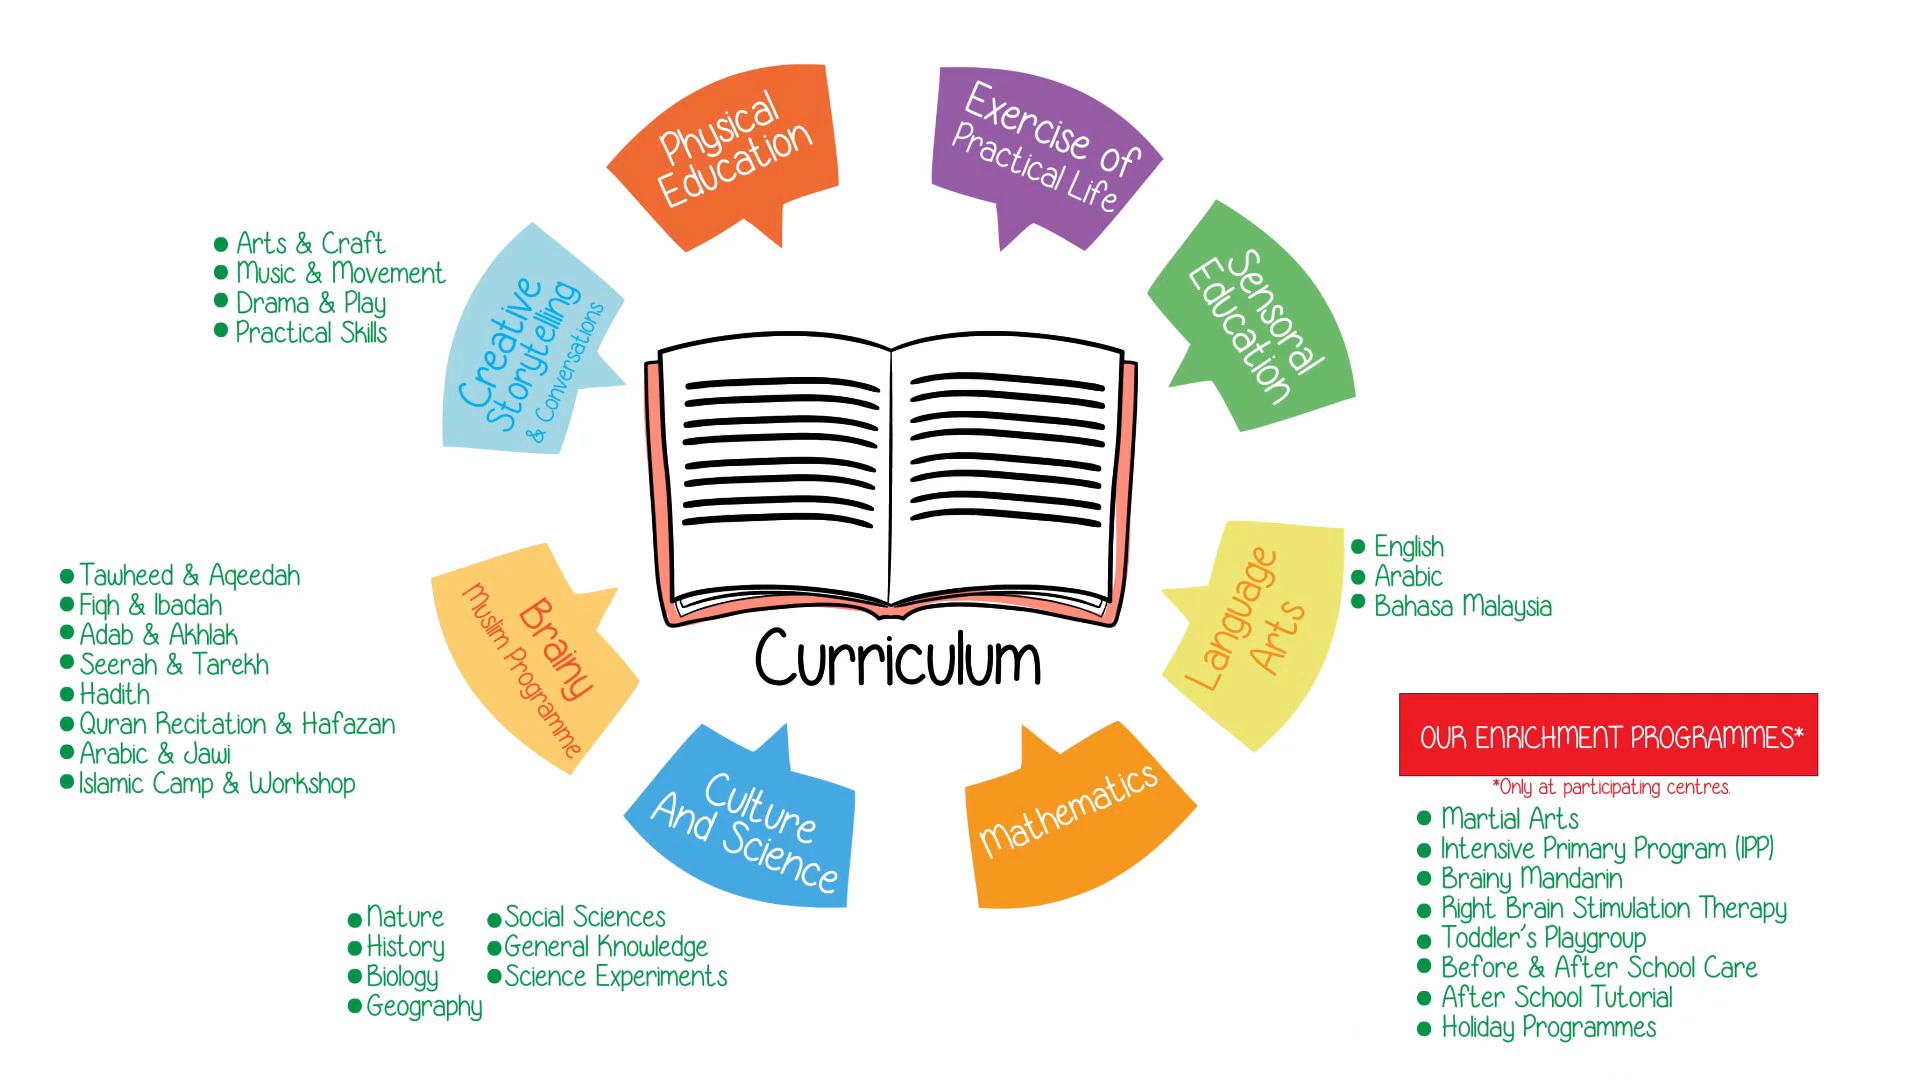 Physical
Education
Exercise of
Practical Life
Sensoral
Education
Creative
Storytelling
& Conversations
Arts & Craft
Music & Movement
Drama & Play
Practical Skills
Language
Arts
English
Arabic
Bahasa Malaysia
Brainy
Muslim Programme
Tawheed & Aqeedah
Fiqh & Ibadah
Adab & Akhlak
Seerah & Tarekh
Hadith
Quran Recitation & Hafazan
Arabic & Jawi
Islamic Camp & Workshop
Curriculum
Culture
And Science
Nature
History
Biology
Geography
Social Sciences
General Knowledge
Science Experiments
Mathematics
OUR ENRICHMENT PROGRAMMES*
*Only at participating centres.
Martial Arts
Intensive Primary Program (IPP)
Brainy Mandarin
Right Brain Stimulation Therapy
Toddler's Playgroup
Before & After School Care
After School Tutorial
Holiday Programmes